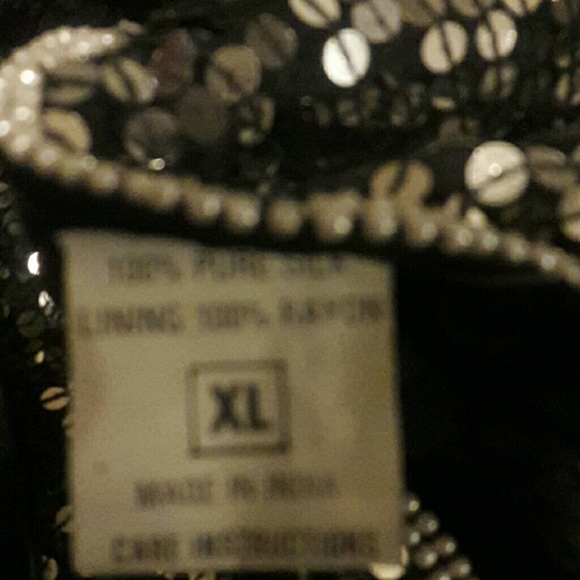 100% PURE SILK
LINING 100% RAYON
XL
MADE IN INDIA
CARE INSTRUCTIONS